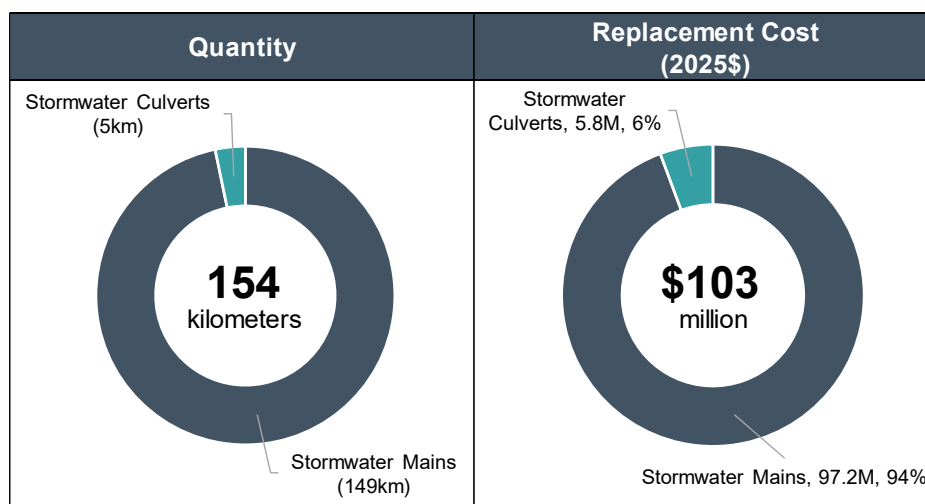 Quantity
Replacement Cost
(2025$)
Stormwater Culverts
(5km)
154
kilometers
Stormwater Mains
(149km)
Stormwater
Culverts, 5.8M, 6%
$103
million
Stormwater Mains, 97.2M, 94%